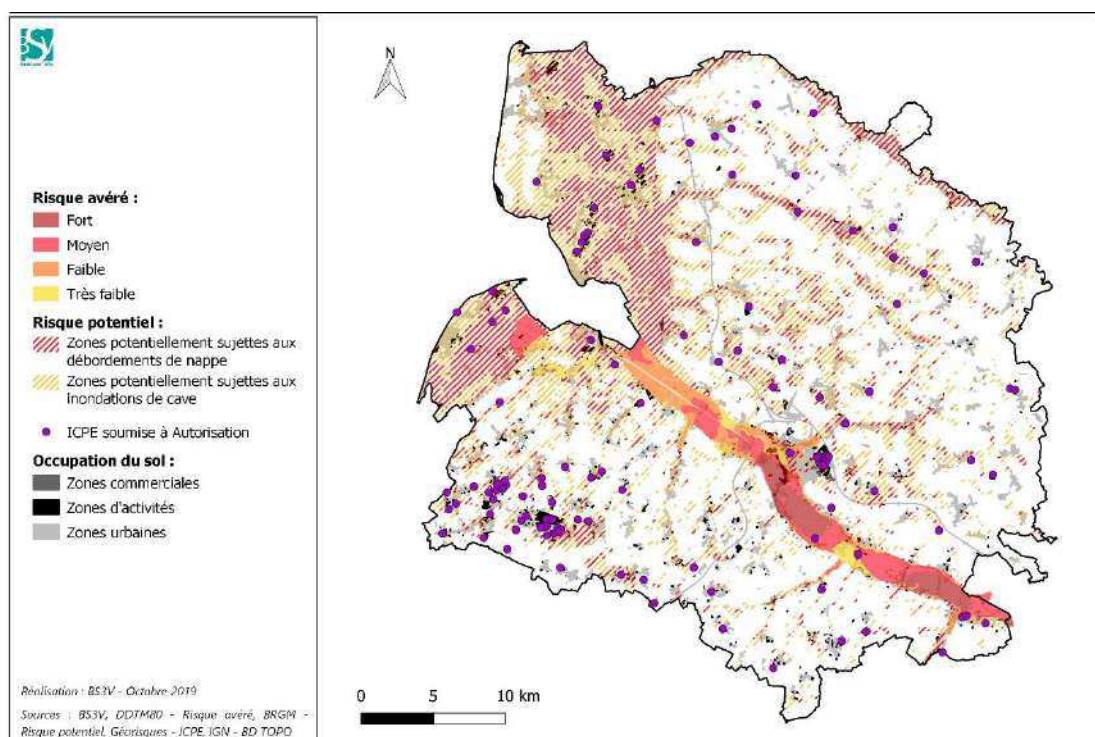 BSV
N
Risque avéré :
Fort
Moyen
Faible
Très faible
Risque potentiel :
Zones potentiellement sujettes aux
débordements de nappe
Zones potentiellement sujettes aux
inondations de cave
ICPE soumise à Autorisation
Occupation du sol :
Zones commerciales
Zones d'activités
Zones urbaines
Réalisation : BS3V - Octobre 2019
Sources : BS3V, DDTM80 - Risque avéré, BRGM -
Risque potentiel, Géorisques - ICPE, IGN - BD TOPO
0 5 10 km